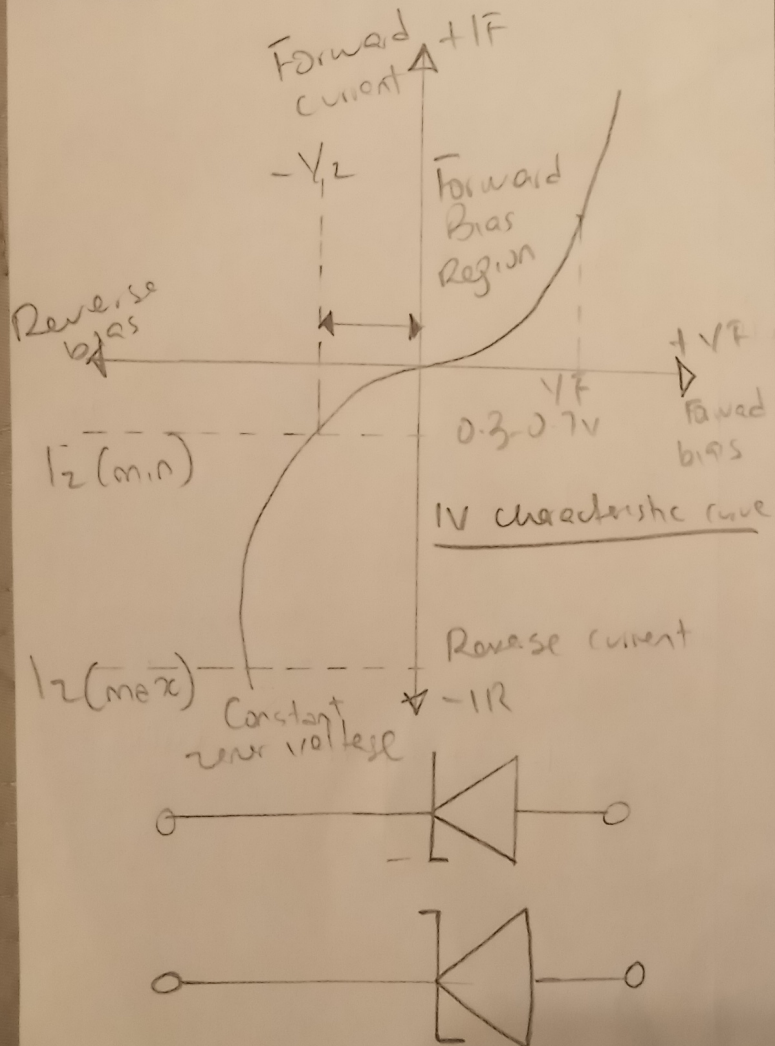 Forward
current
+IF
-Vz
Forward
Bias
Region
Reverse
bias
+VF
VF
0.3-0.7V
Foward
bias
Iz (min)
IV characteristic curve
Reverse current
Iz (max)
-IR
Constant
zener voltage